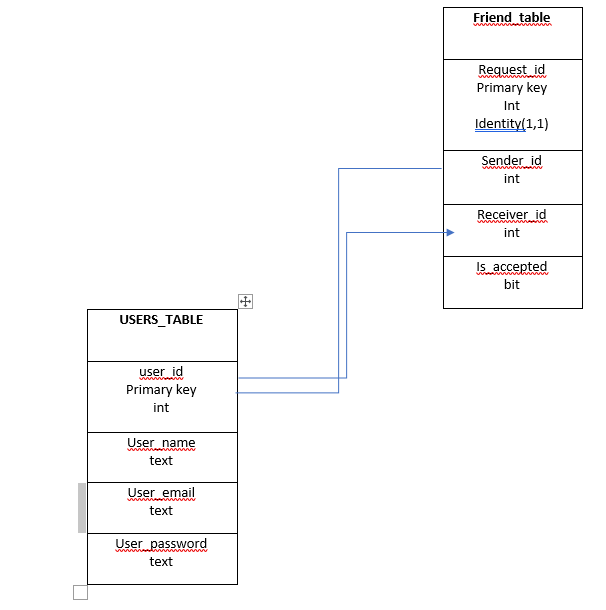 Friend_table
Request_id
Primary key
Int
Identity(1,1)
Sender_id
int
Receiver_id
int
Is_accepted
bit
USERS_TABLE
user_id
Primary key
int
User_name
text
User_email
text
User_password
text